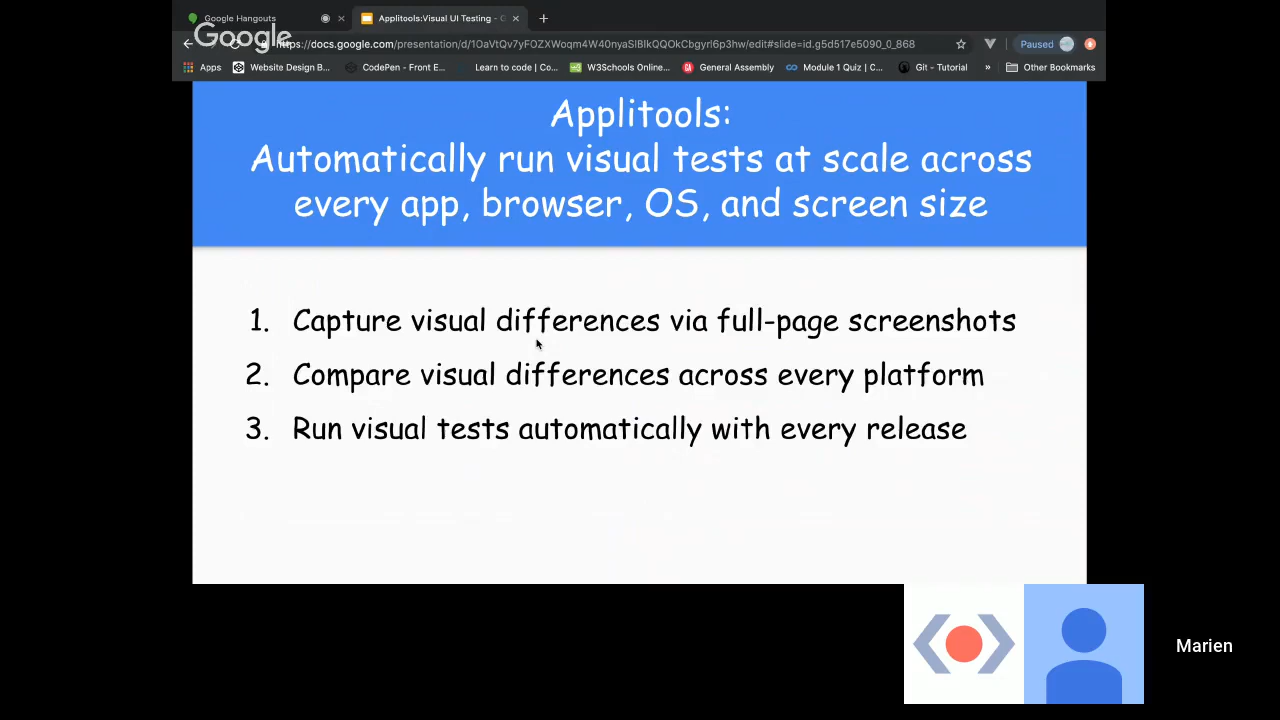 Google Hangouts
Applitools:Visual UI Testing - G
Google
https://docs.google.com/presentation/d/1OaVtQv7yFOZXWoqm4W40nyaSIBIkQQOkCbgyrl6p3hw/edit#slide=id.g5d517e5090_0_868
Paused
Apps
Website Design B...
CodePen - Front E...
Learn to code | Co...
W3Schools Online...
GA
General Assembly
Module 1 Quiz | C...
Git - Tutorial
»
Other Bookmarks
Applitools:
Automatically run visual tests at scale across
every app, browser, OS, and screen size
1. Capture visual differences via full-page screenshots
2. Compare visual differences across every platform
3. Run visual tests automatically with every release
Marien